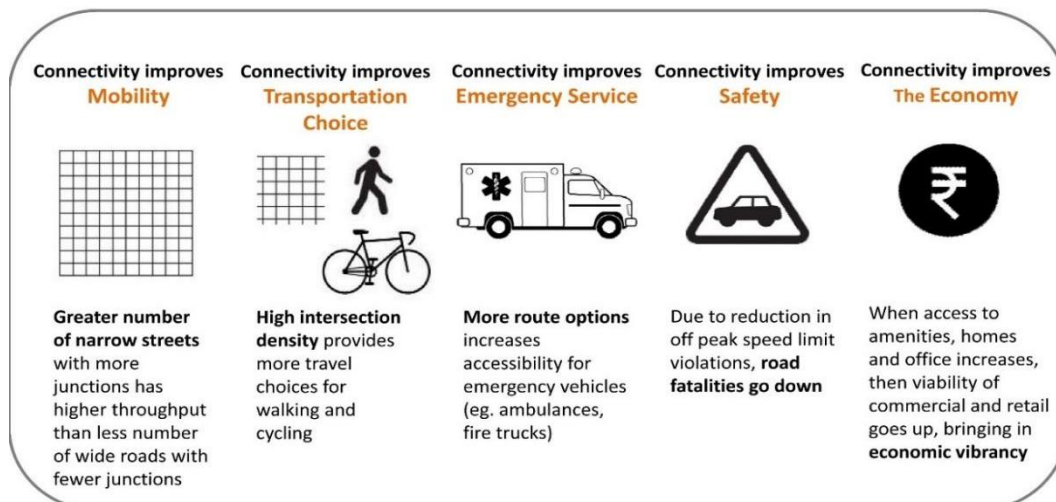 Connectivity improves
Mobility
Greater number
of narrow streets
with more
junctions has
higher throughput
than less number
of wide roads with
fewer junctions
Connectivity improves
Transportation
Choice
High intersection
density provides
more travel
choices for
walking and
cycling
Connectivity improves
Emergency Service
More route options
increases
accessibility for
emergency vehicles
(eg. ambulances,
fire trucks)
Connectivity improves
Safety
Due to reduction in
off peak speed limit
violations, road
fatalities go down
Connectivity improves
The Economy
₹
When access to
amenities, homes
and office increases,
then viability of
commercial and retail
goes up, bringing in
economic vibrancy